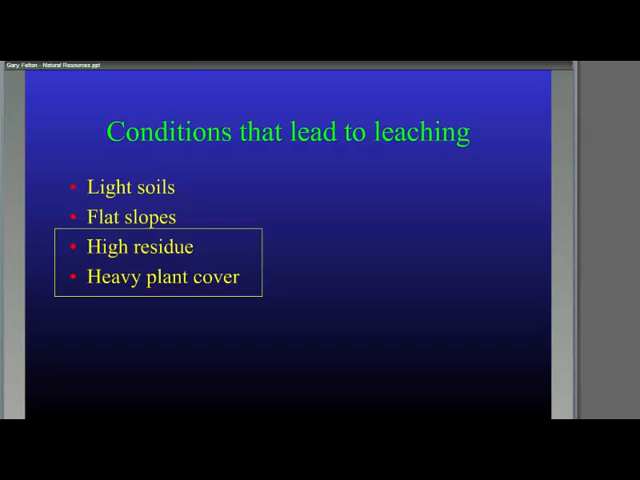 Gary Felton - Natural Resources.ppt
Conditions that lead to leaching
• Light soils
• Flat slopes
• High residue
• Heavy plant cover